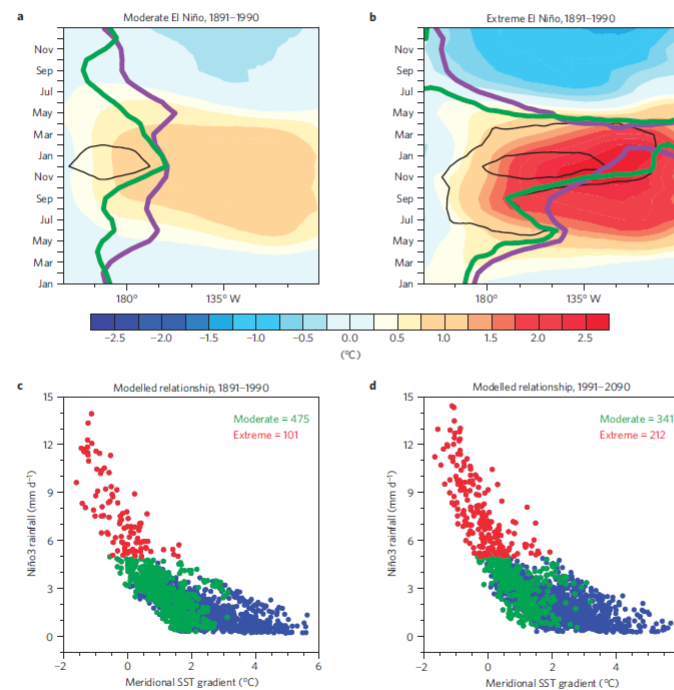 a
Moderate El Niño, 1891–1990
Nov
Sep
Jul
May
Mar
Jan
Nov
Sep
Jul
May
Mar
Jan
180°
135° W
b
Extreme El Niño, 1891–1990
Nov
Sep
Jul
May
Mar
Jan
Nov
Sep
Jul
May
Mar
Jan
180°
135° W
−2.5 −2.0 −1.5 −1.0 −0.5 0.0 0.5 1.0 1.5 2.0 2.5
(°C)
c
Modelled relationship, 1891–1990
Moderate = 475
Extreme = 101
15
12
9
6
3
0
Niño3 rainfall (mm d⁻¹)
−2 0 2 4 6
Meridional SST gradient (°C)
d
Modelled relationship, 1991–2090
Moderate = 341
Extreme = 212
15
12
9
6
3
0
Niño3 rainfall (mm d⁻¹)
−2 0 2 4
Meridional SST gradient (°C)